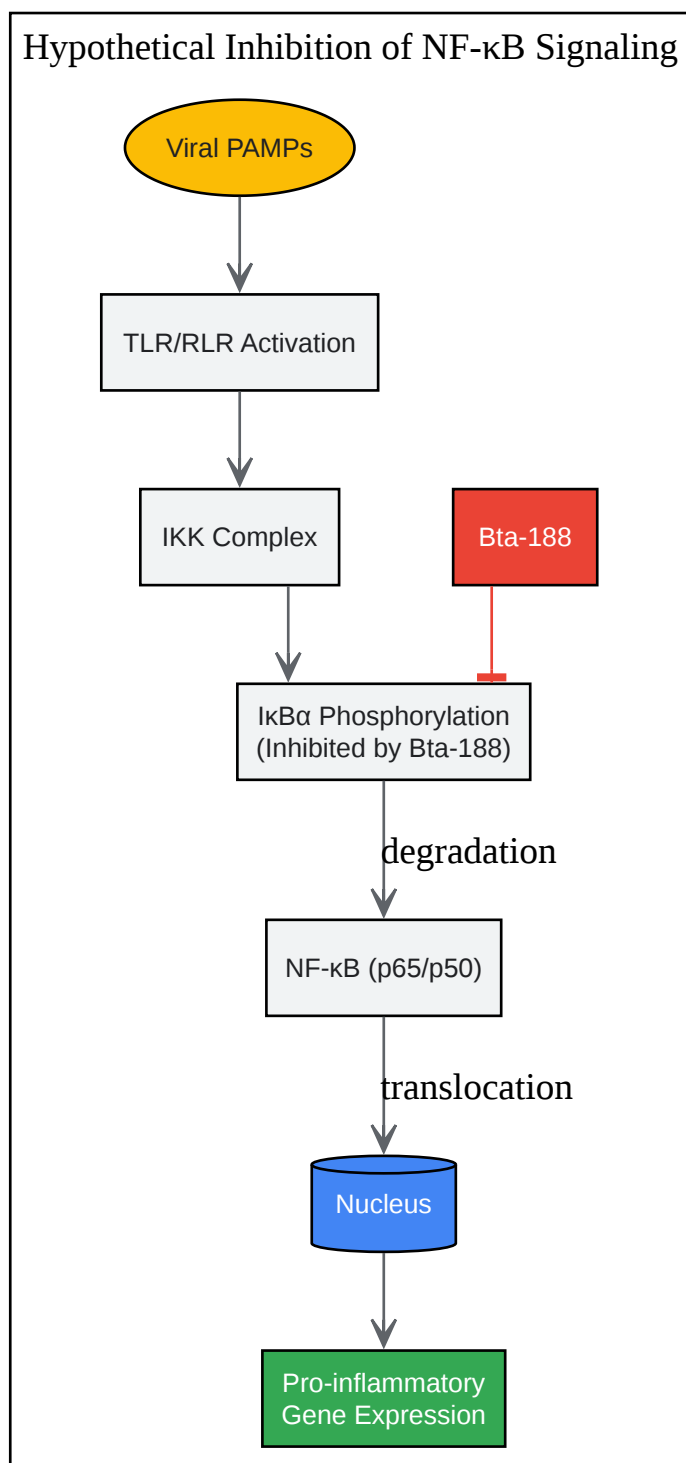 Hypothetical Inhibition of NF-κB Signaling
Viral PAMPs
TLR/RLR Activation
IKK Complex
Bta-188
IκBα Phosphorylation
(Inhibited by Bta-188)
degradation
NF-κB (p65/p50)
translocation
Nucleus
Pro-inflammatory
Gene Expression